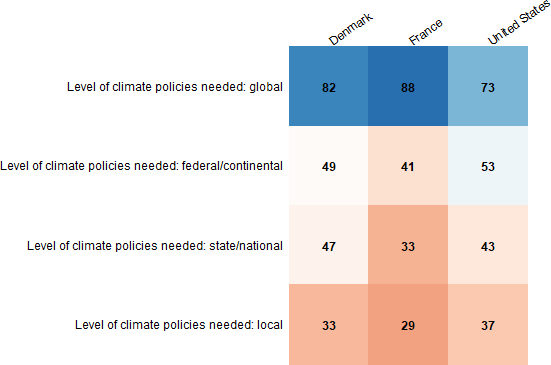 Denmark France United States
Level of climate policies needed: global 82 88 73
Level of climate policies needed: federal/continental 49 41 53
Level of climate policies needed: state/national 47 33 43
Level of climate policies needed: local 33 29 37